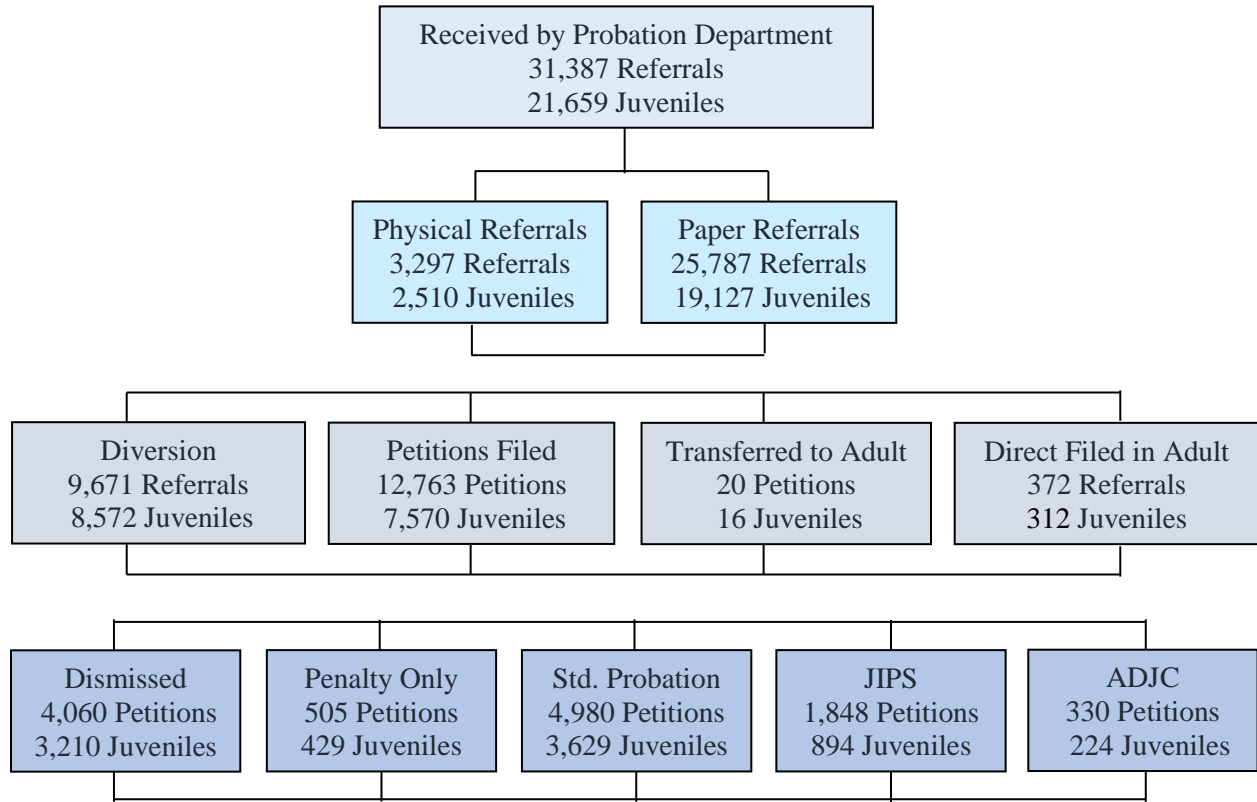 Received by Probation Department
31,387 Referrals
21,659 Juveniles
Physical Referrals
3,297 Referrals
2,510 Juveniles
Paper Referrals
25,787 Referrals
19,127 Juveniles
Diversion
9,671 Referrals
8,572 Juveniles
Petitions Filed
12,763 Petitions
7,570 Juveniles
Transferred to Adult
20 Petitions
16 Juveniles
Direct Filed in Adult
372 Referrals
312 Juveniles
Dismissed
4,060 Petitions
3,210 Juveniles
Penalty Only
505 Petitions
429 Juveniles
Std. Probation
4,980 Petitions
3,629 Juveniles
JIPS
1,848 Petitions
894 Juveniles
ADJC
330 Petitions
224 Juveniles